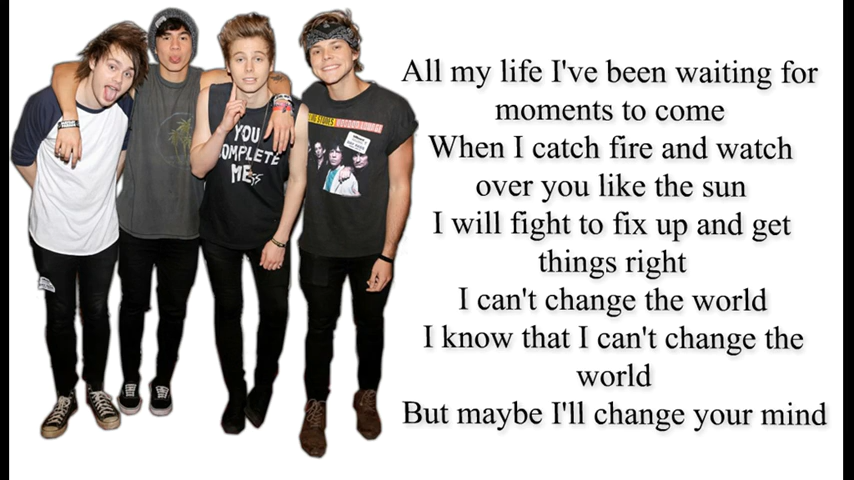 YOU
COMPLETE
ME
All my life I've been waiting for
moments to come
When I catch fire and watch
over you like the sun
I will fight to fix up and get
things right
I can't change the world
I know that I can't change the
world
But maybe I'll change your mind